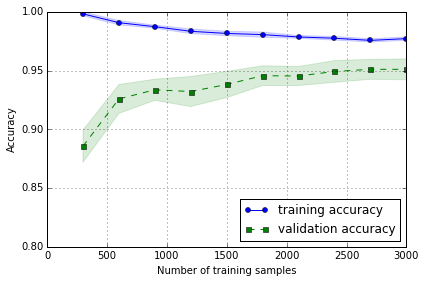 1.00
0.95
0.90
0.85
0.80
Accuracy
training accuracy
validation accuracy
0 500 1000 1500 2000 2500 3000
Number of training samples